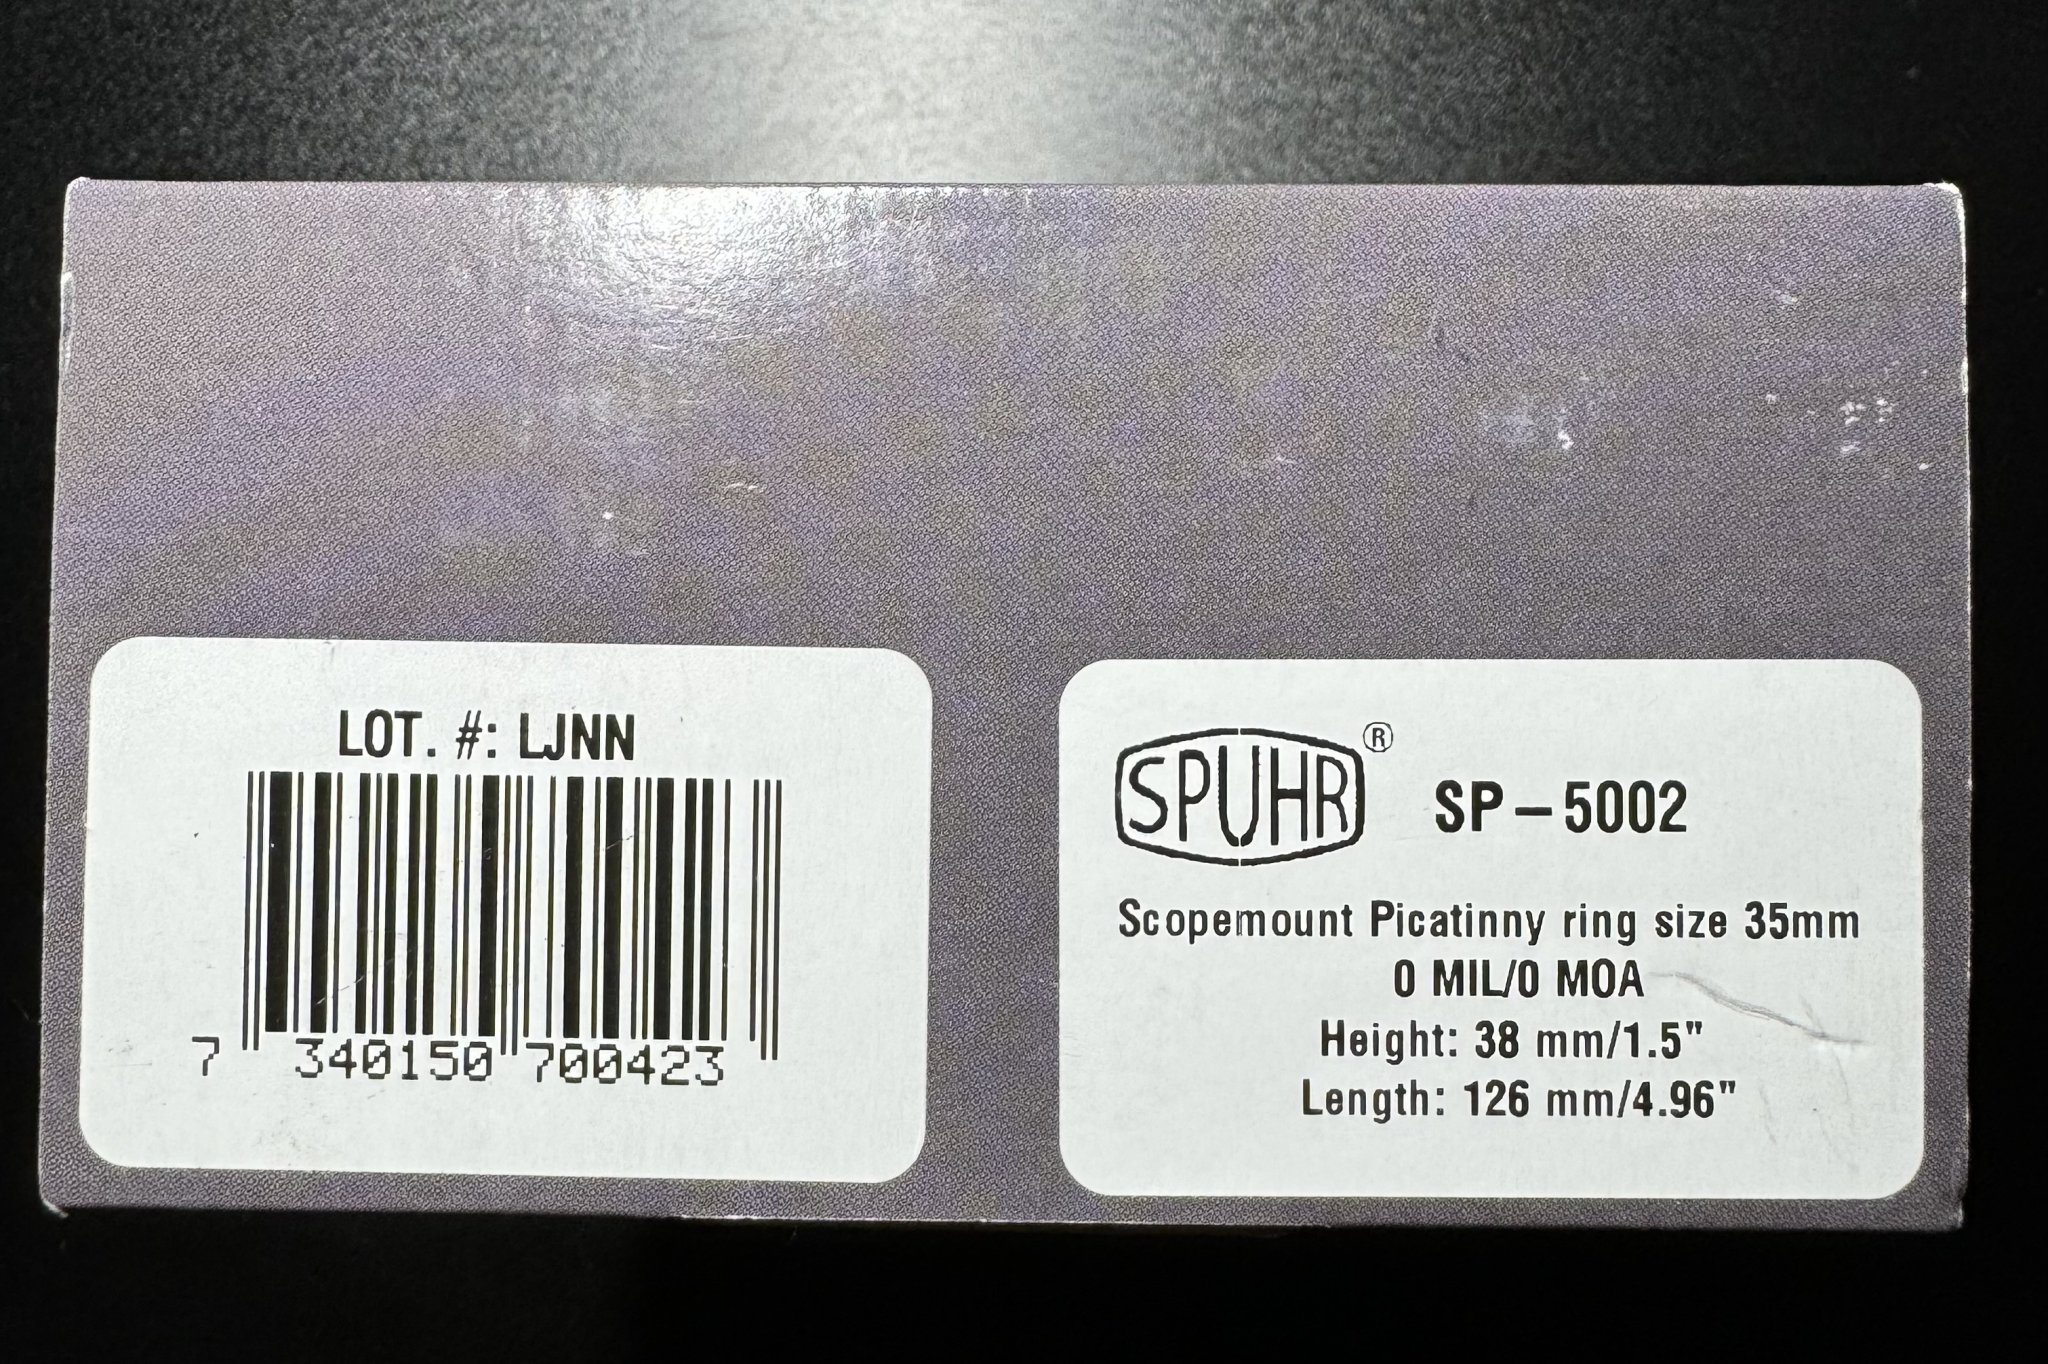 LOT. #: LJNN
7 340150 700423
SPUHR®
SP-5002
Scopemount Picatinny ring size 35mm
0 MIL/0 MOA
Height: 38 mm/1.5"
Length: 126 mm/4.96"